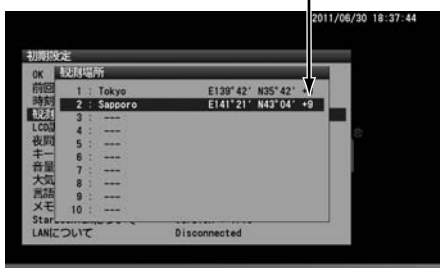 2011/06/30 18:37:44
初期設定
OK
観測場所
前回
1 : Tokyo E139°42' N35°42' +
時刻
2 : Sapporo E141°21' N43°04' +9
観測
3 : ---
LCD
4 : ---
夜間
5 : ---
キー
6 : ---
音量
7 : ---
大気
8 : ---
言語
9 : ---
メモ
10 : ---
Star
LANについて Disconnected